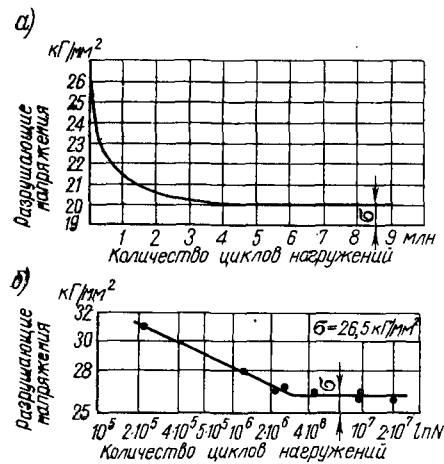 а)
кГ/мм²
Разрушающие напряжения
26
25
24
23
22
21
20
19
σ
1 2 3 4 5 6 7 8 9 млн
Количество циклов нагружений
б)
кГ/мм²
Разрушающие напряжения
32
31
28
26
25
σ=26,5 кГ/мм²
σ
10⁵ 2·10⁵ 4·10⁵ 5·10⁵ 10⁶ 2·10⁶ 4·10⁶ 10⁷ 2·10⁷ lnN
Количество циклов нагружений